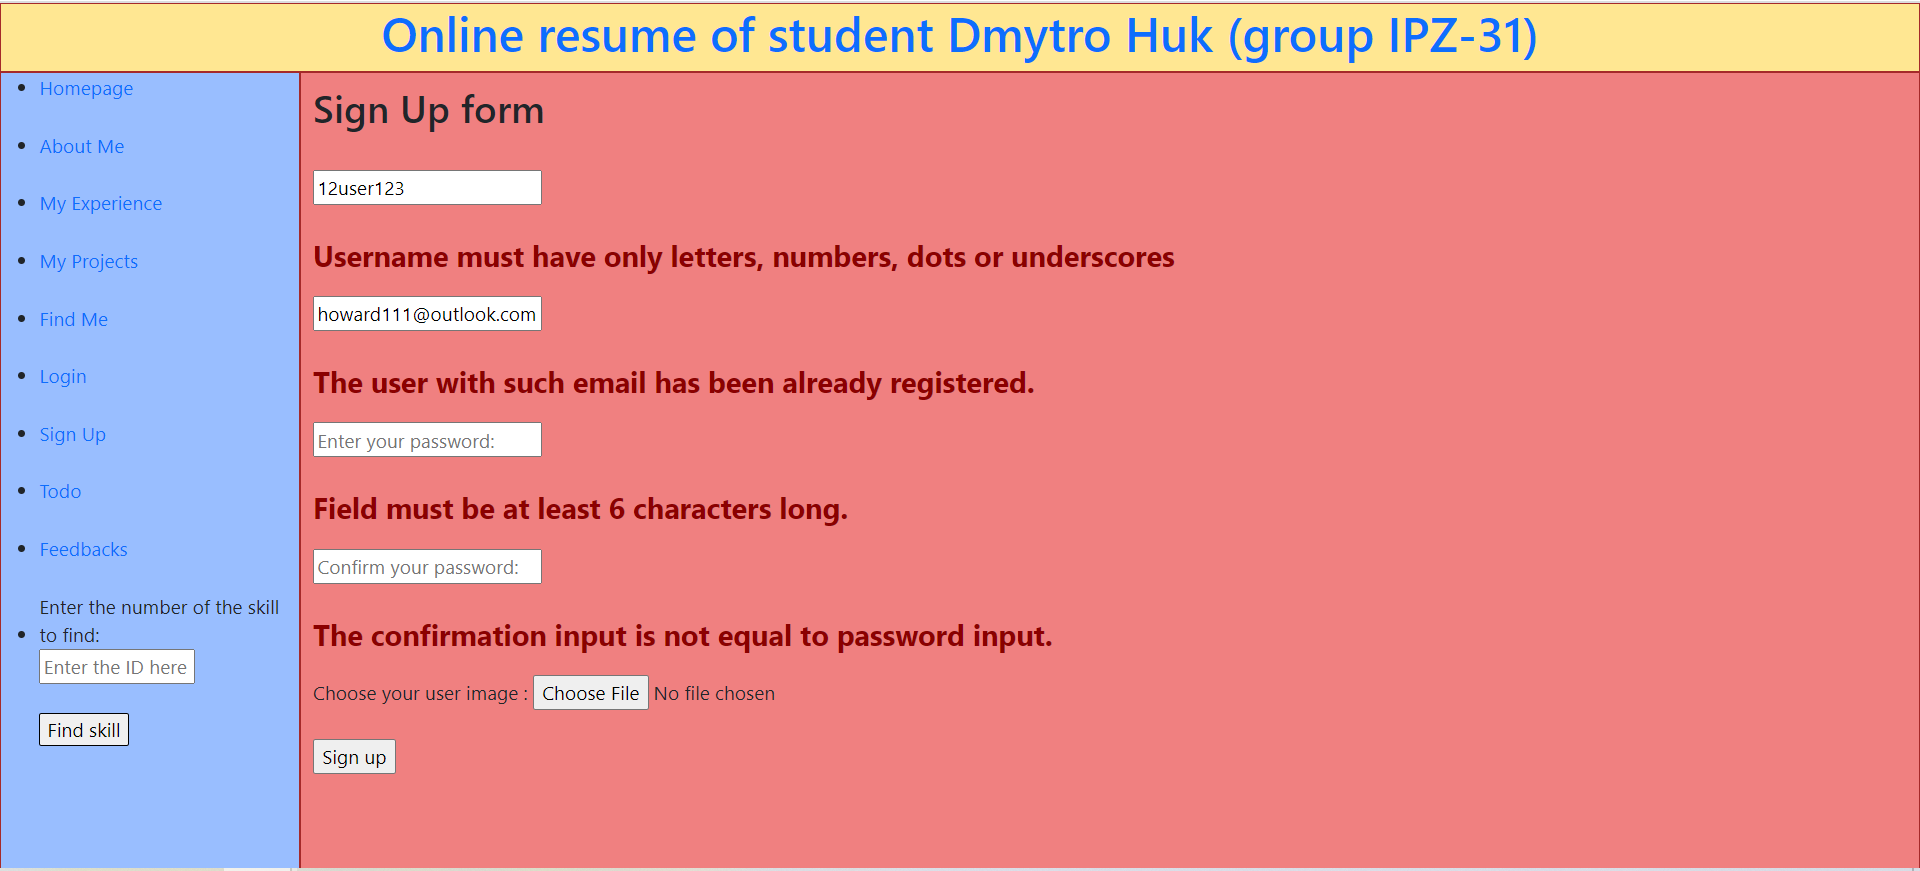 Online resume of student Dmytro Huk (group IPZ-31)
Homepage
About Me
My Experience
My Projects
Find Me
Login
Sign Up
Todo
Feedbacks
Enter the number of the skill
to find:
Enter the ID here
Find skill
Sign Up form
12user123
Username must have only letters, numbers, dots or underscores
howard111@outlook.com
The user with such email has been already registered.
Enter your password:
Field must be at least 6 characters long.
Confirm your password:
The confirmation input is not equal to password input.
Choose your user image : Choose File No file chosen
Sign up